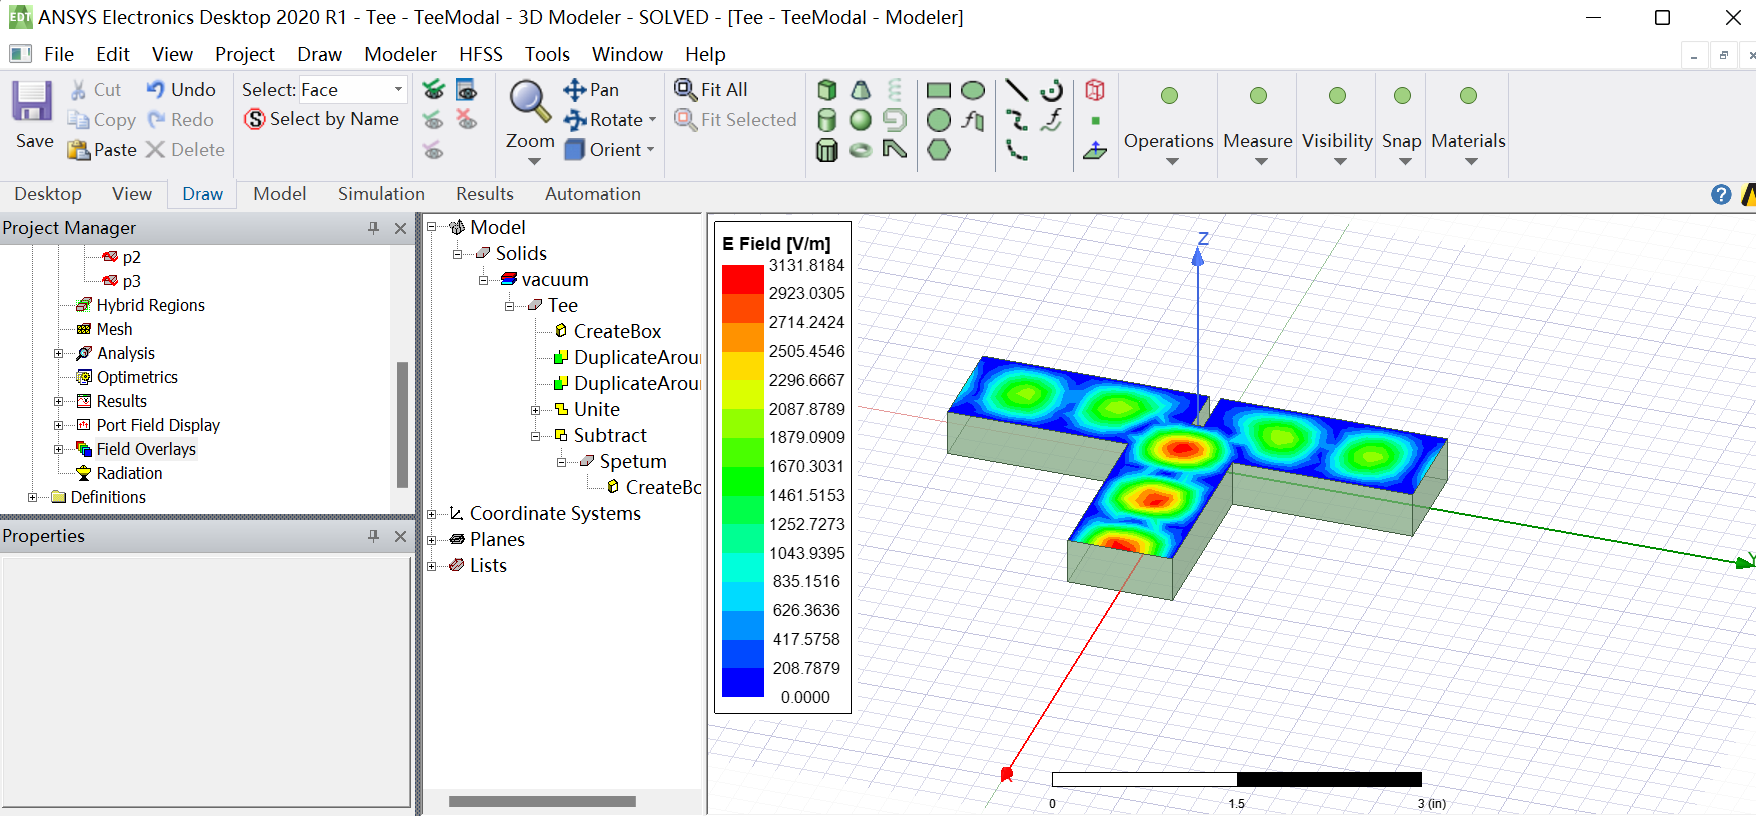 EDT ANSYS Electronics Desktop 2020 R1 - Tee - TeeModal - 3D Modeler - SOLVED - [Tee - TeeModal - Modeler]
File Edit View Project Draw Modeler HFSS Tools Window Help
Save
Cut
Copy
Paste
Undo
Redo
Delete
Select: Face
Select by Name
Zoom
Pan
Rotate
Orient
Fit All
Fit Selected
Operations
Measure
Visibility
Snap
Materials
Desktop View Draw Model Simulation Results Automation
Project Manager
p2
p3
Hybrid Regions
Mesh
Analysis
Optimetrics
Results
Port Field Display
Field Overlays
Radiation
Definitions
Properties
Model
Solids
vacuum
Tee
CreateBox
DuplicateArou
DuplicateArou
Unite
Subtract
Spetum
CreateBo
Coordinate Systems
Planes
Lists
E Field [V/m]
3131.8184
2923.0305
2714.2424
2505.4546
2296.6667
2087.8789
1879.0909
1670.3031
1461.5153
1252.7273
1043.9395
835.1516
626.3636
417.5758
208.7879
0.0000
Z
Y
0 1.5 3 (in)